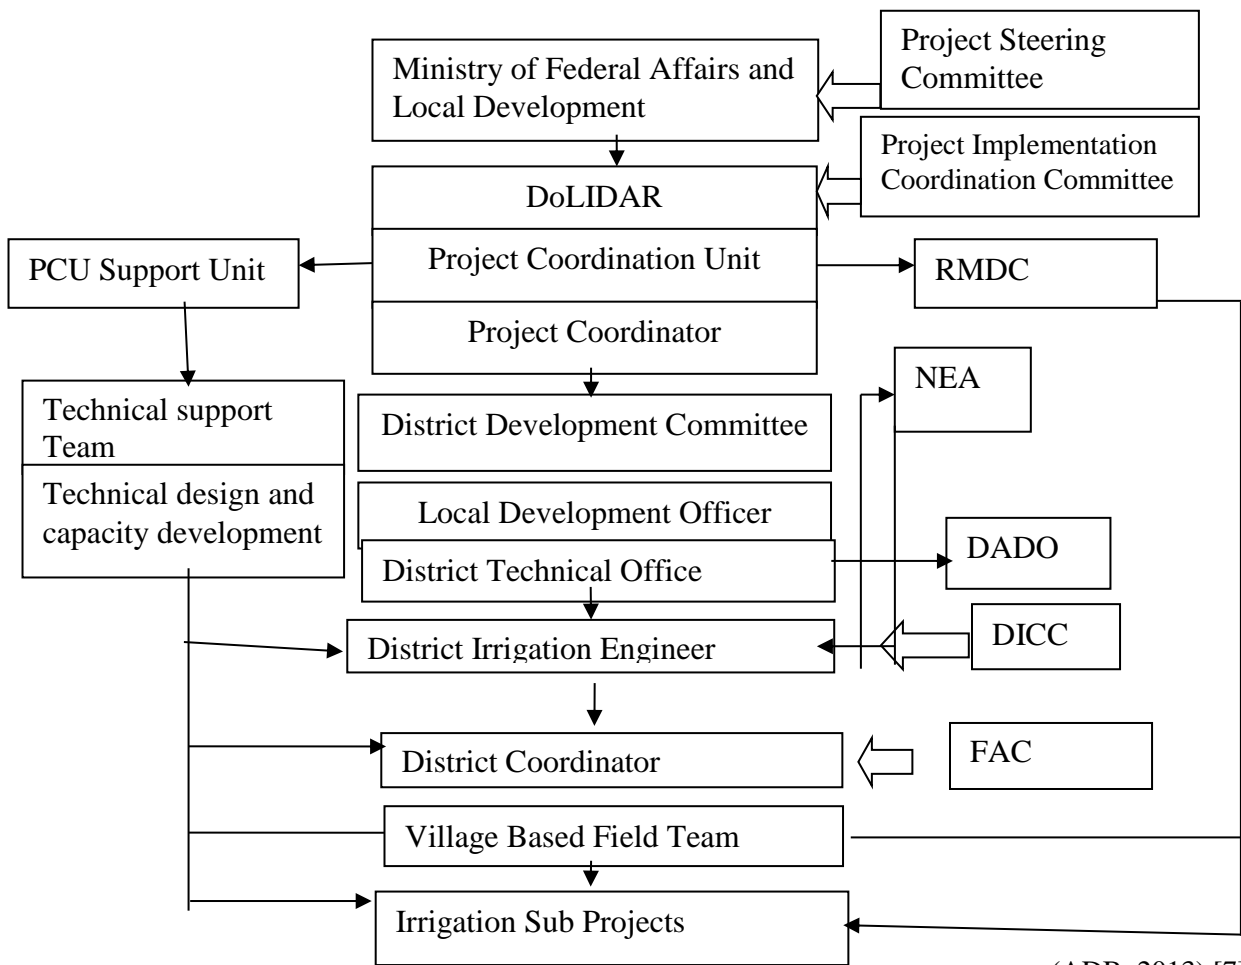 Project Steering
Committee
Ministry of Federal Affairs and
Local Development
Project Implementation
Coordination Committee
DoLIDAR
PCU Support Unit
Project Coordination Unit
RMDC
Project Coordinator
NEA
Technical support
Team
District Development Committee
Technical design and
capacity development
Local Development Officer
DADO
District Technical Office
DICC
District Irrigation Engineer
FAC
District Coordinator
Village Based Field Team
Irrigation Sub Projects
(ADB, 2013) [7]